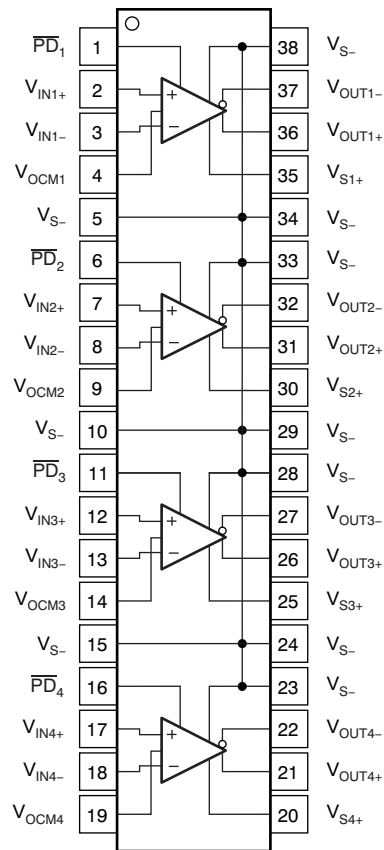 PD1 1 38 VS−
VIN1+ 2 + 37 VOUT1−
VIN1− 3 − 36 VOUT1+
VOCM1 4 35 VS1+
VS− 5 34 VS−
PD2 6 33 VS−
VIN2+ 7 + 32 VOUT2−
VIN2− 8 − 31 VOUT2+
VOCM2 9 30 VS2+
VS− 10 29 VS−
PD3 11 28 VS−
VIN3+ 12 + 27 VOUT3−
VIN3− 13 − 26 VOUT3+
VOCM3 14 25 VS3+
VS− 15 24 VS−
PD4 16 23 VS−
VIN4+ 17 + 22 VOUT4−
VIN4− 18 − 21 VOUT4+
VOCM4 19 20 VS4+